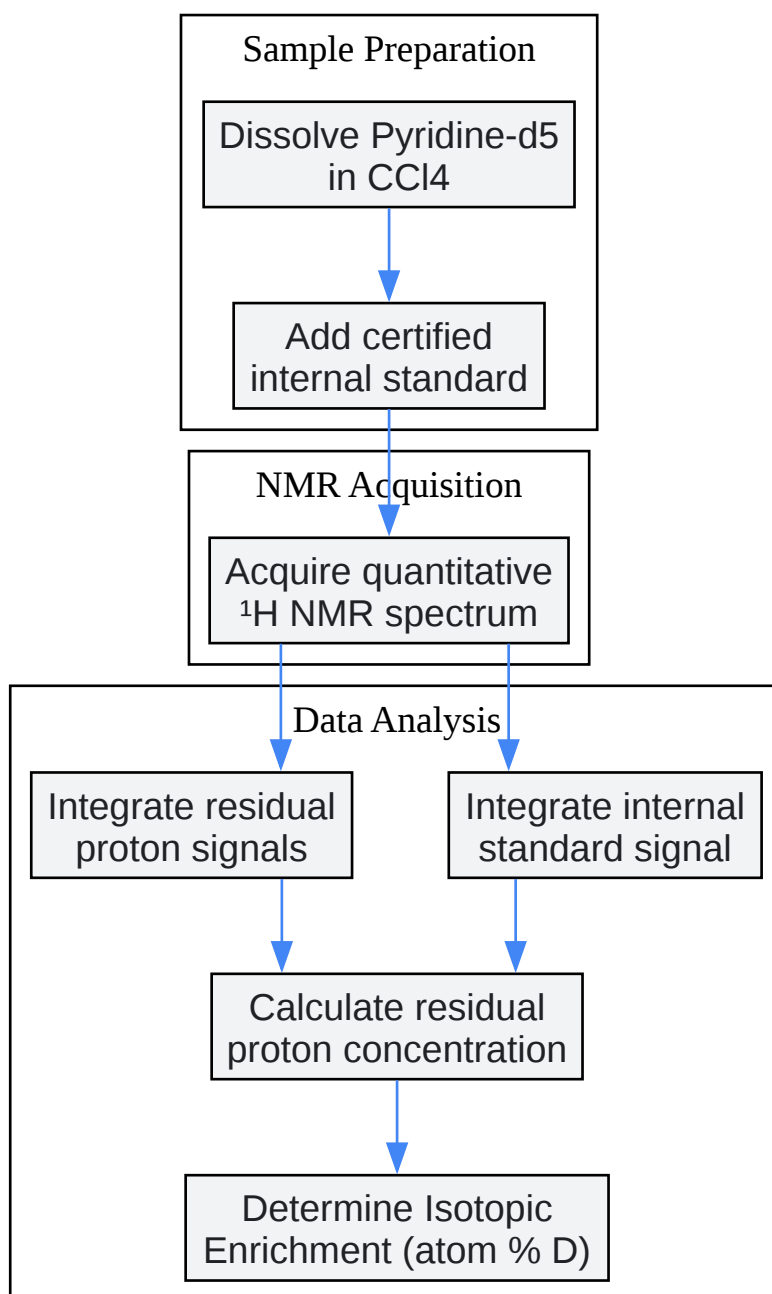 Sample Preparation
Dissolve Pyridine-d5
in CCl4
Add certified
internal standard
NMR Acquisition
Acquire quantitative
¹H NMR spectrum
Data Analysis
Integrate residual
proton signals
Integrate internal
standard signal
Calculate residual
proton concentration
Determine Isotopic
Enrichment (atom % D)